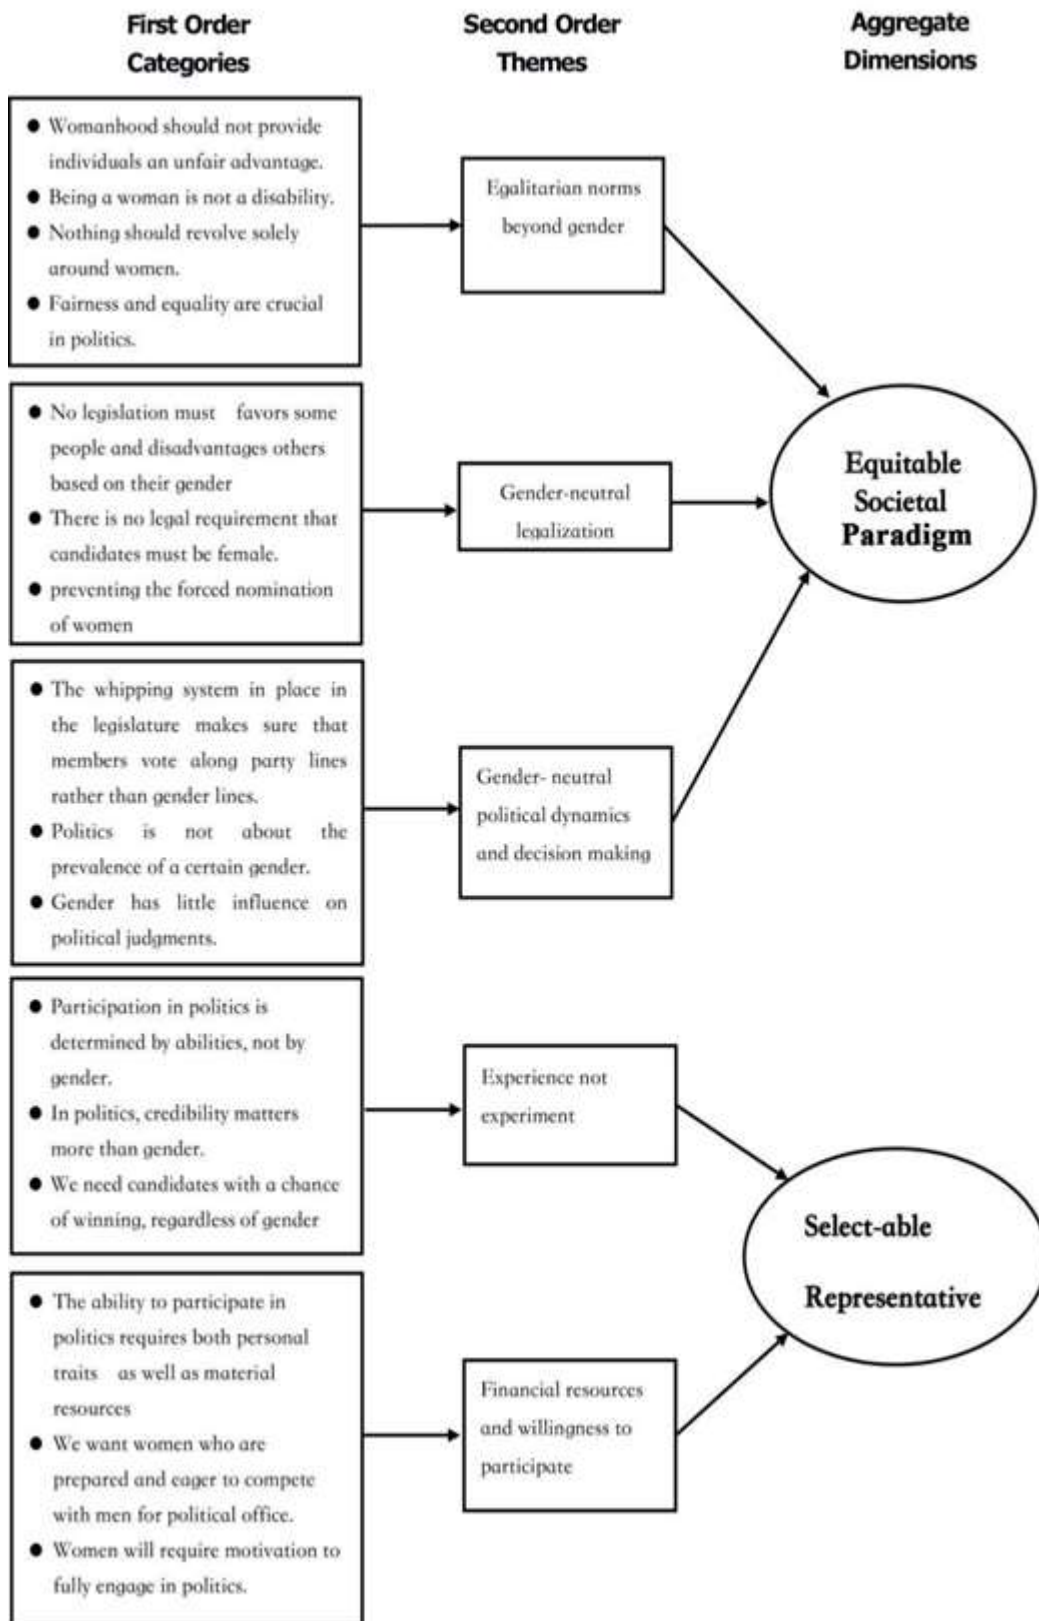 First Order
Categories
Second Order
Themes
Aggregate
Dimensions
● Womanhood should not provide
individuals an unfair advantage.
● Being a woman is not a disability.
● Nothing should revolve solely
around women.
● Fairness and equality are crucial
in politics.
Egalitarian norms
beyond gender
● No legislation must favors some
people and disadvantages others
based on their gender
● There is no legal requirement that
candidates must be female.
● preventing the forced nomination
of women
Gender-neutral
legalization
Equitable
Societal
Paradigm
● The whipping system in place in
the legislature makes sure that
members vote along party lines
rather than gender lines.
● Politics is not about the
prevalence of a certain gender.
● Gender has little influence on
political judgments.
Gender- neutral
political dynamics
and decision making
● Participation in politics is
determined by abilities, not by
gender.
● In politics, credibility matters
more than gender.
● We need candidates with a chance
of winning, regardless of gender
Experience not
experiment
Select-able
Representative
● The ability to participate in
politics requires both personal
traits as well as material
resources
● We want women who are
prepared and eager to compete
with men for political office.
● Women will require motivation to
fully engage in politics.
Financial resources
and willingness to
participate